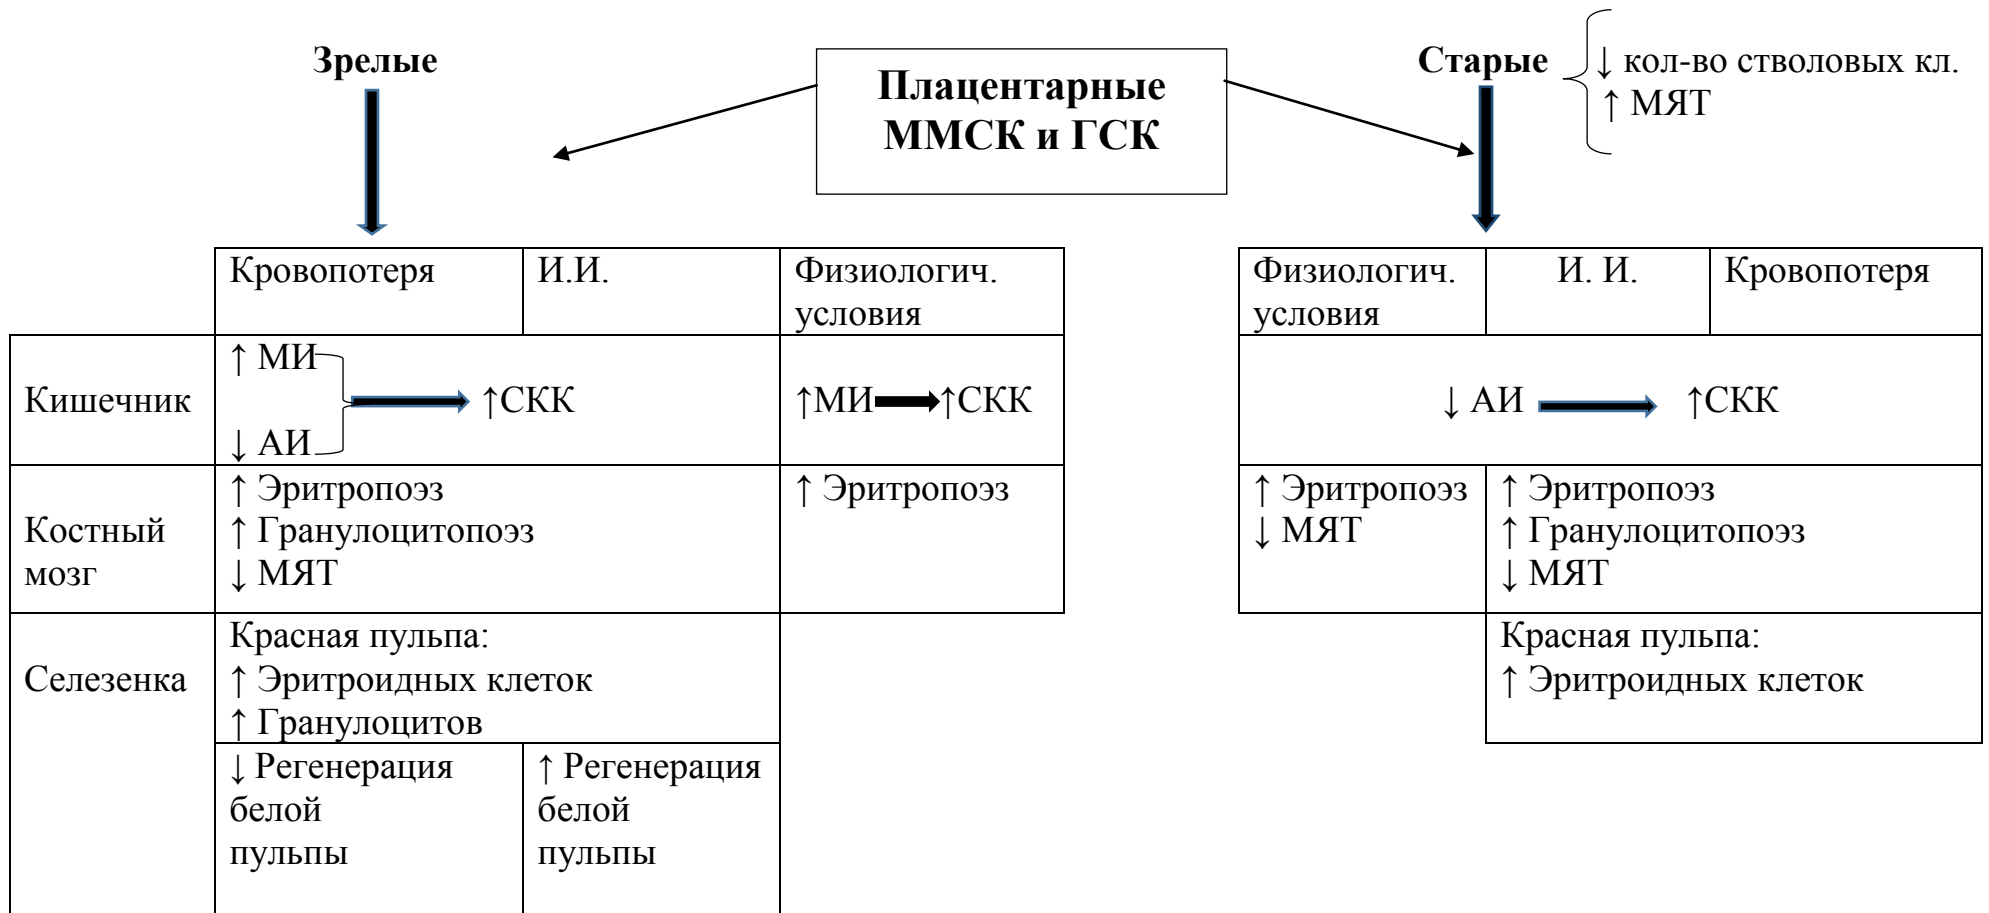 Зрелые
Плацентарные
ММСК и ГСК
Старые
↓ кол-во стволовых кл.
↑ МЯТ
Кровопотеря
И.И.
Физиологич.
условия
Физиологич.
условия
И. И.
Кровопотеря
Кишечник
↑ МИ
↓ АИ
↑СКК
↑МИ
↑СКК
↓ АИ
↑СКК
Костный
мозг
↑ Эритропоэз
↑ Гранулоцитопоэз
↓ МЯТ
↑ Эритропоэз
↑ Эритропоэз
↓ МЯТ
↑ Эритропоэз
↑ Гранулоцитопоэз
↓ МЯТ
Селезенка
Красная пульпа:
↑ Эритроидных клеток
↑ Гранулоцитов
Красная пульпа:
↑ Эритроидных клеток
↓ Регенерация
белой
пульпы
↑ Регенерация
белой
пульпы